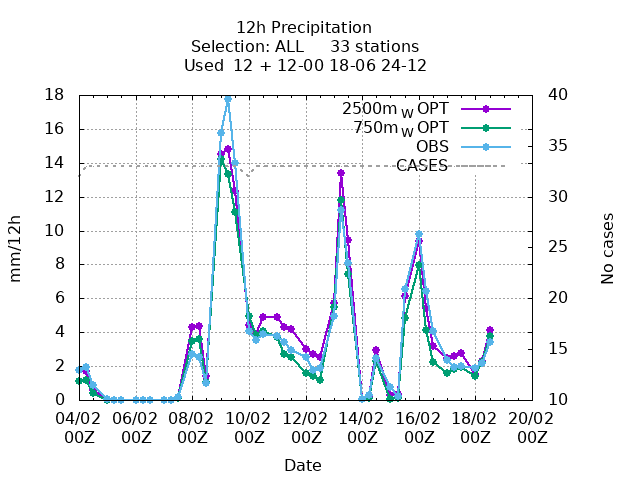 12h Precipitation
Selection: ALL 33 stations
Used 12 + 12-00 18-06 24-12
2500m W OPT
750m W OPT
OBS
CASES
18
16
14
12
10
8
6
4
2
0
mm/12h
40
35
30
25
20
15
10
No cases
04/02 06/02 08/02 10/02 12/02 14/02 16/02 18/02 20/02
00Z 00Z 00Z 00Z 00Z 00Z 00Z 00Z 00Z
Date